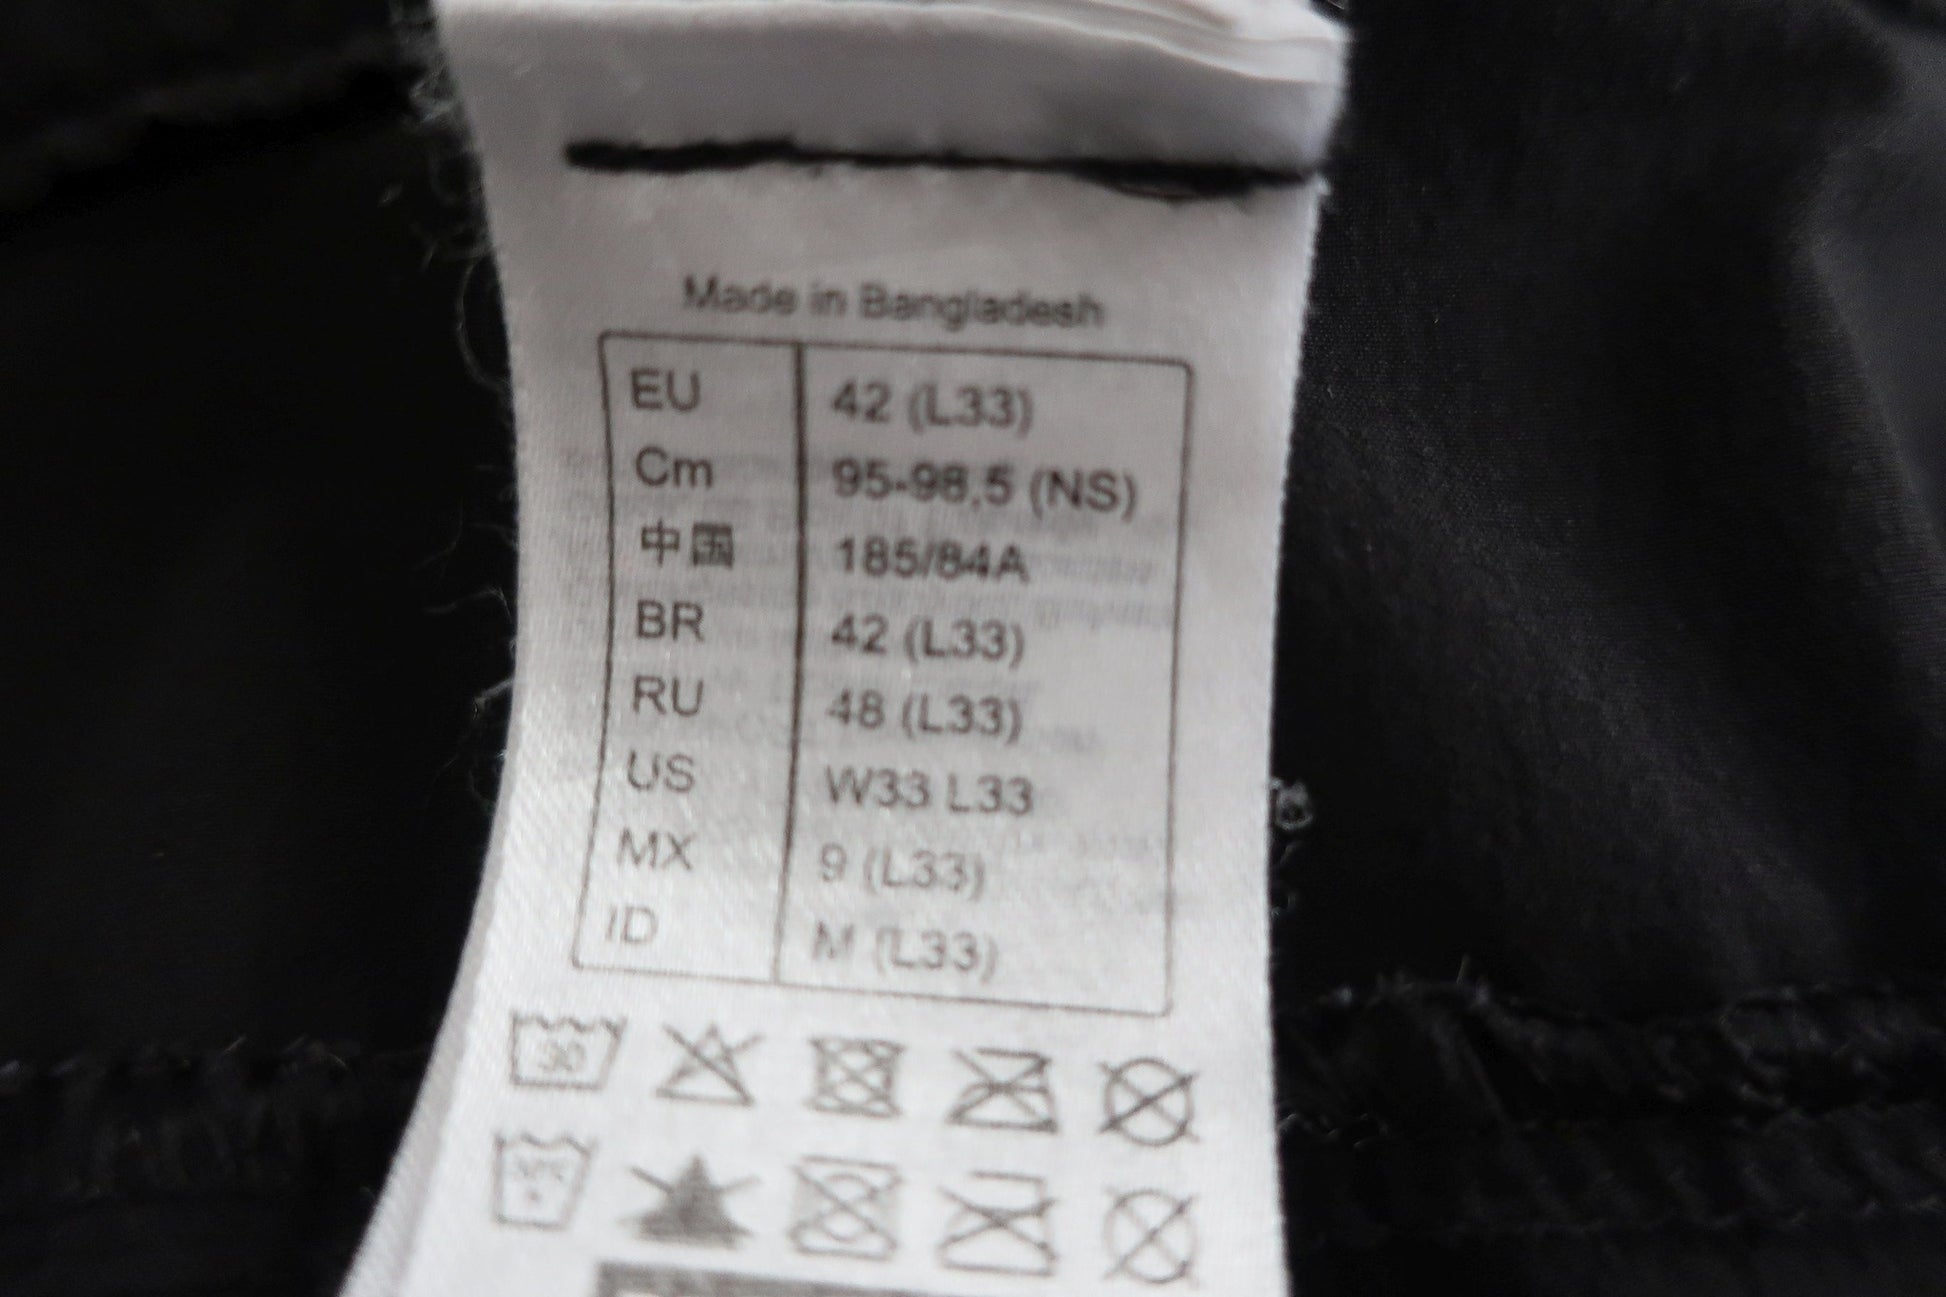 Made in Bangladesh
EU 42 (L33)
Cm 95-98,5 (NS)
中国 185/84A
BR 42 (L33)
RU 48 (L33)
US W33 L33
MX 9 (L33)
ID M (L33)
30